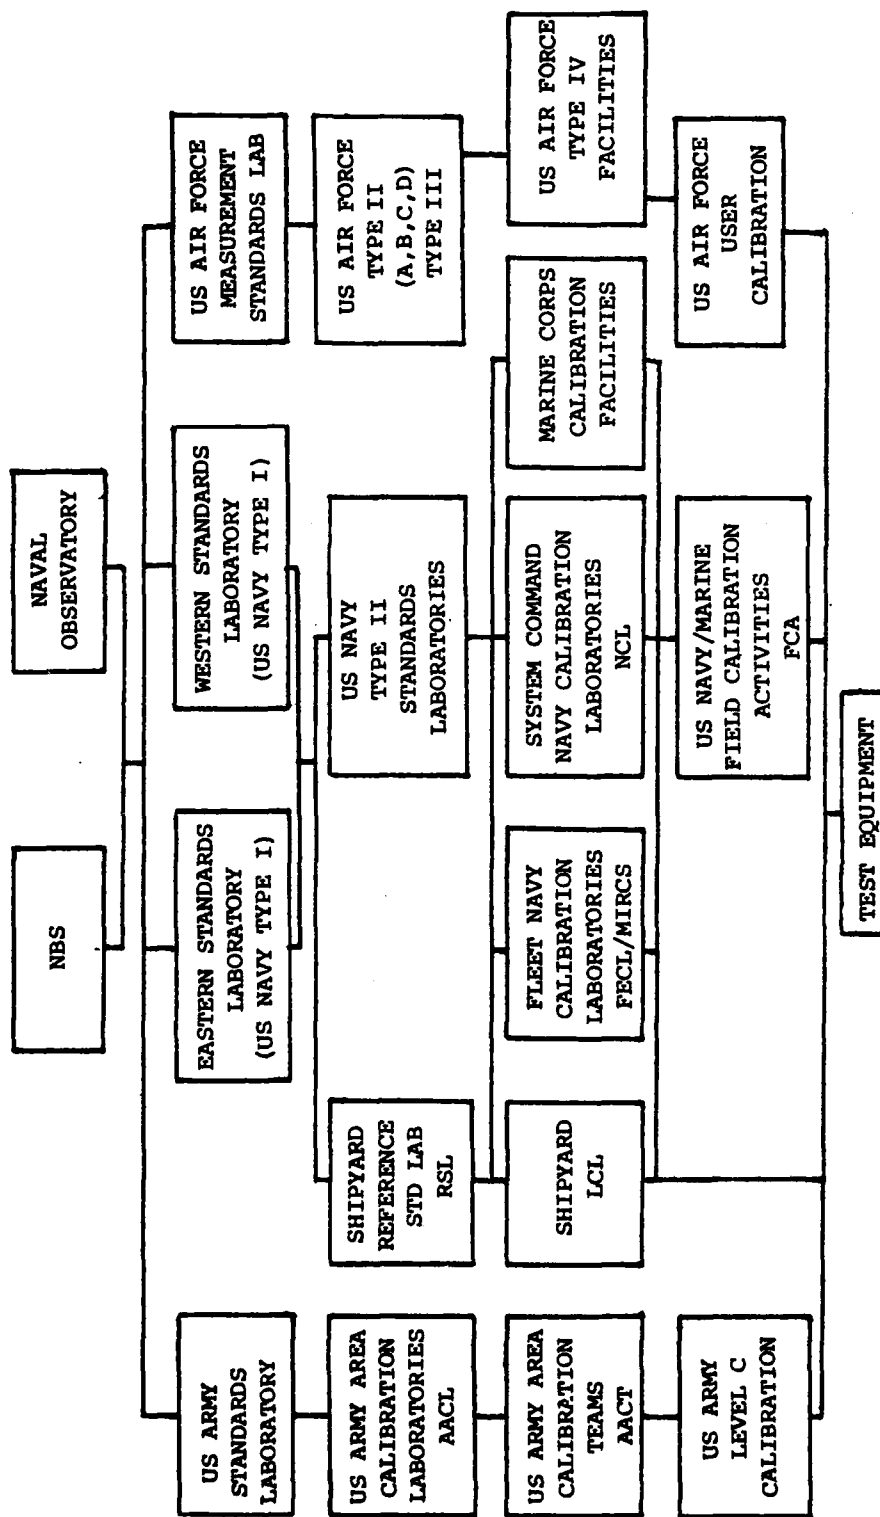 NBS
NAVAL
OBSERVATORY
US ARMY
STANDARDS
LABORATORY
EASTERN STANDARDS
LABORATORY
(US NAVY TYPE I)
WESTERN STANDARDS
LABORATORY
(US NAVY TYPE I)
US AIR FORCE
MEASUREMENT
STANDARDS LAB
US ARMY AREA
CALIBRATION
LABORATORIES
AACL
SHIPYARD
REFERENCE
STD LAB
RSL
US NAVY
TYPE II
STANDARDS
LABORATORIES
US AIR FORCE
TYPE II
(A,B,C,D)
TYPE III
US ARMY AREA
CALIBRATION
TEAMS
AACT
SHIPYARD
LCL
FLEET NAVY
CALIBRATION
LABORATORIES
FECL/MIRCS
SYSTEM COMMAND
NAVY CALIBRATION
LABORATORIES
NCL
MARINE CORPS
CALIBRATION
FACILITIES
US AIR FORCE
TYPE IV
FACILITIES
US ARMY
LEVEL C
CALIBRATION
US NAVY/MARINE
FIELD CALIBRATION
ACTIVITIES
FCA
US AIR FORCE
USER
CALIBRATION
TEST EQUIPMENT